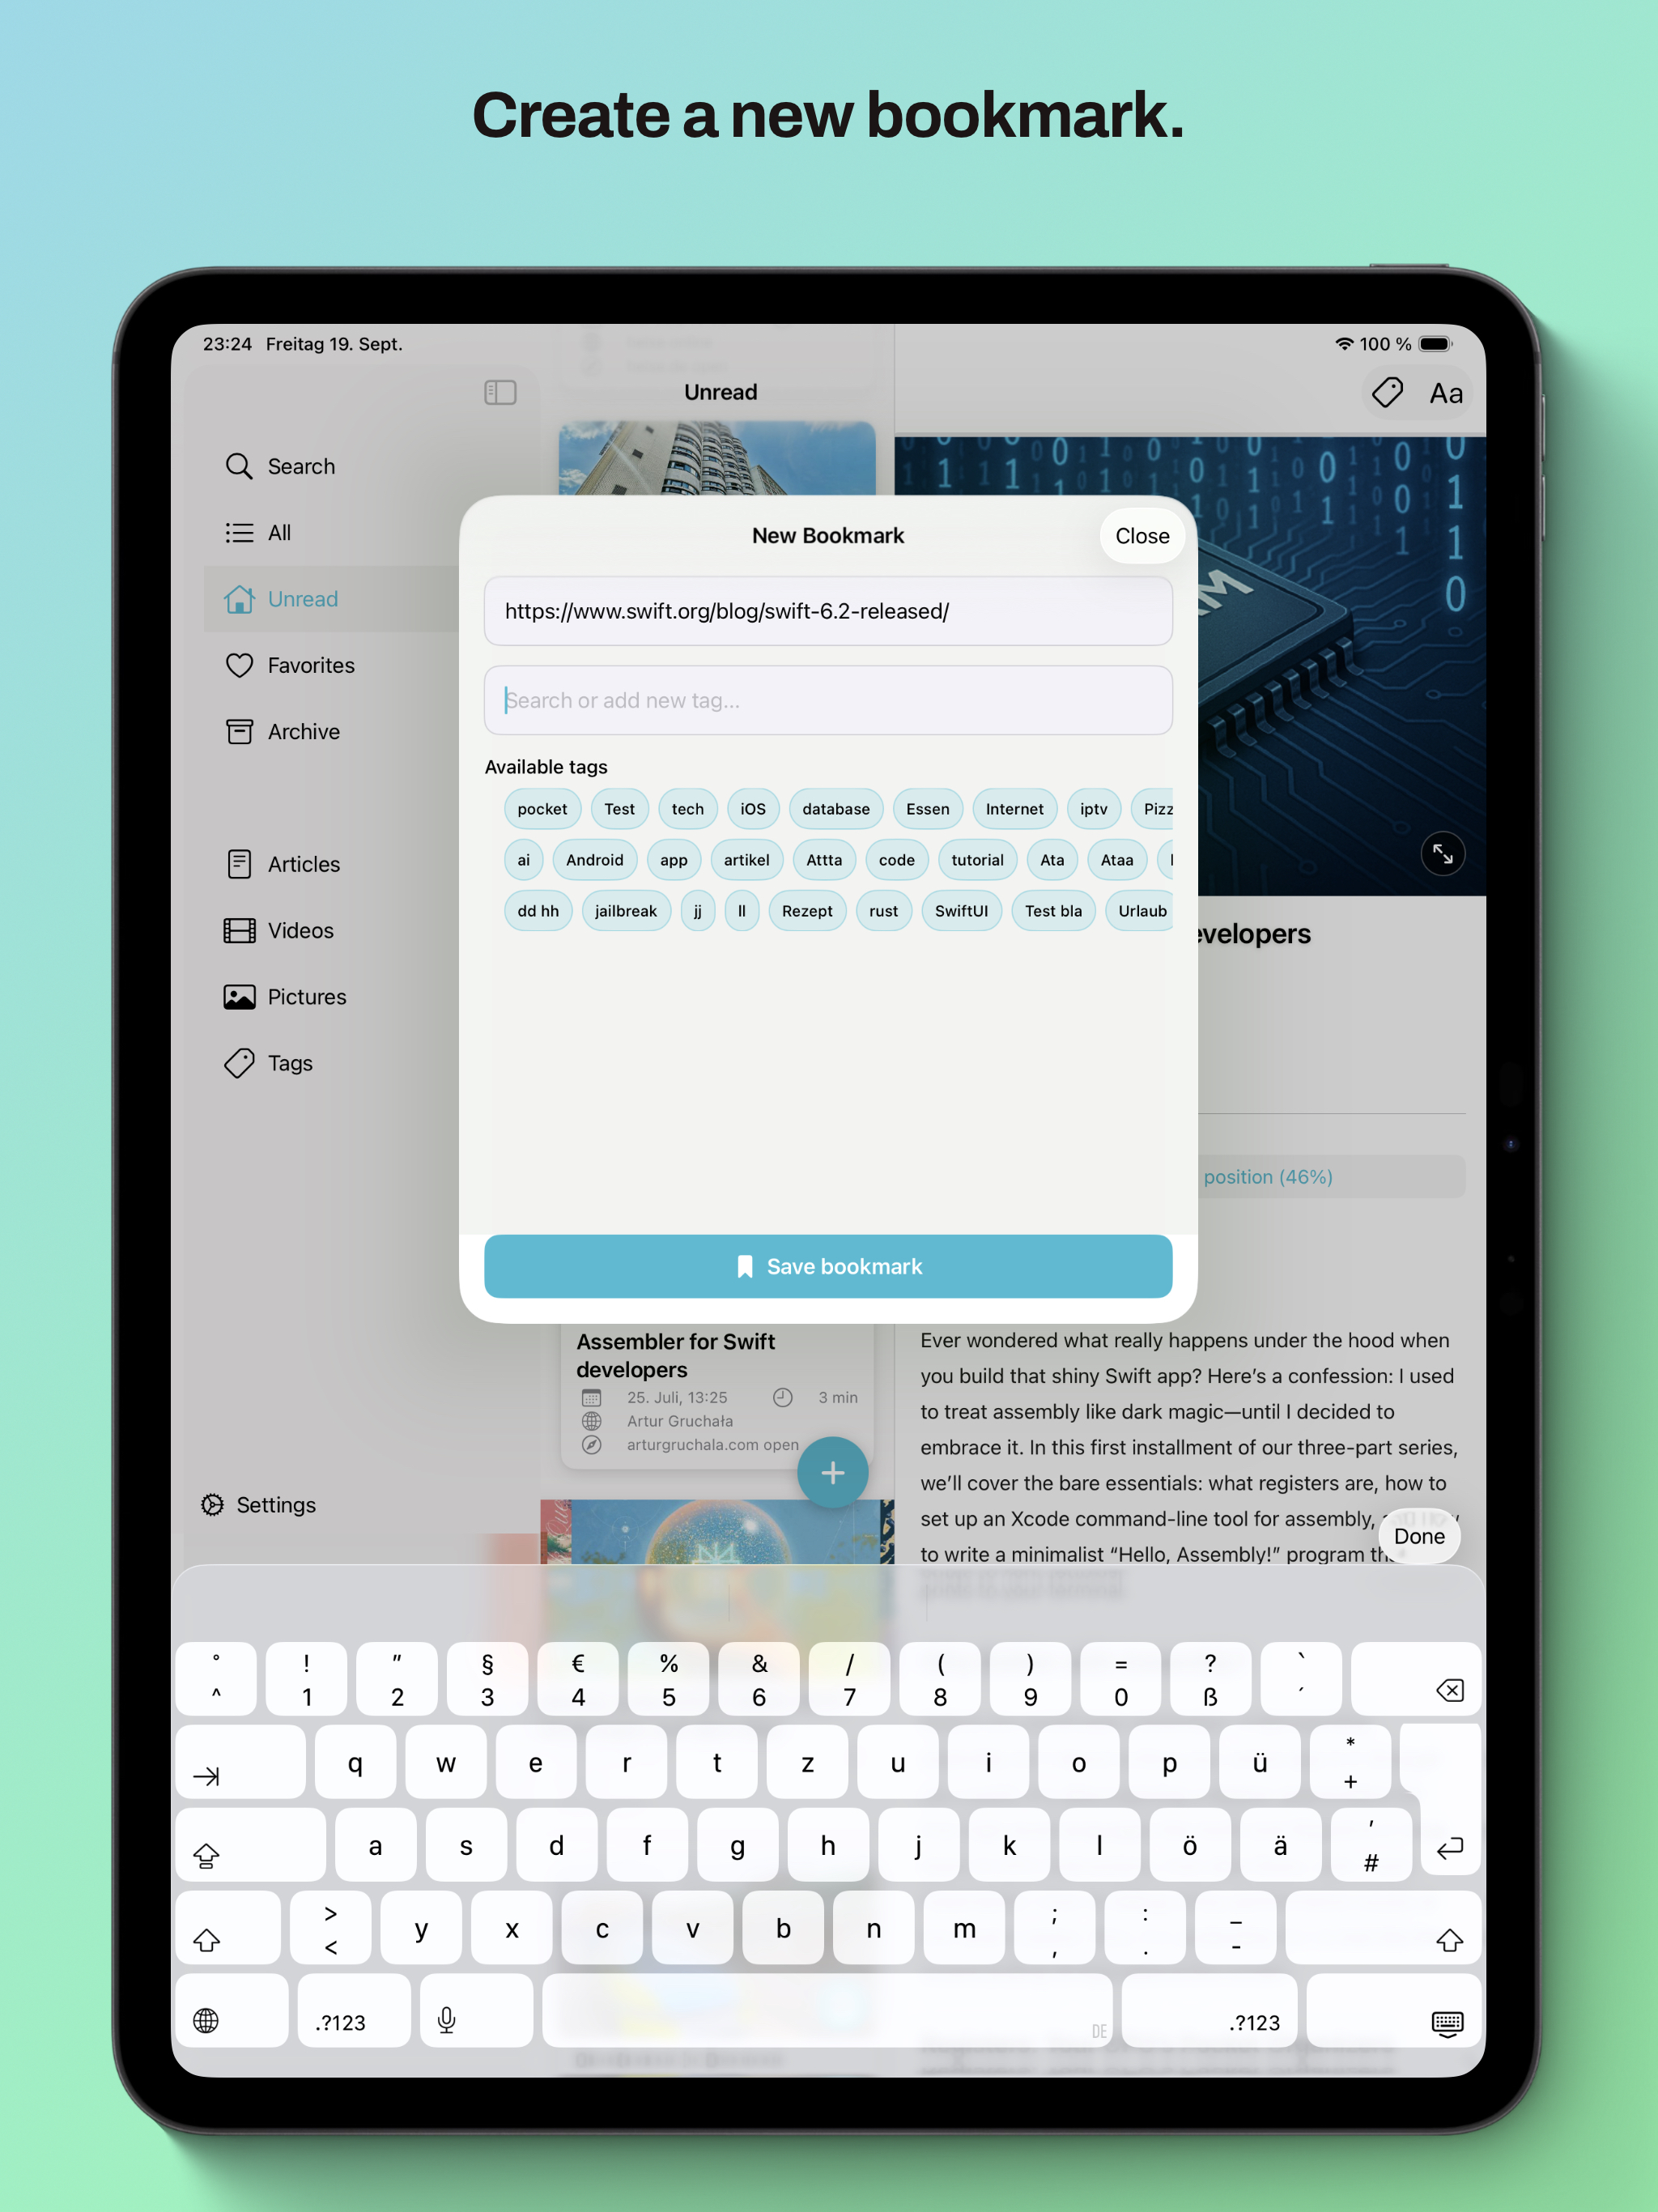 Create a new bookmark.
23:24 Freitag 19. Sept.
100 %
Unread
Aa
Search
All
Unread
Favorites
Archive
Articles
Videos
Pictures
Tags
Settings
New Bookmark
Close
https://www.swift.org/blog/swift-6.2-released/
Search or add new tag...
Available tags
pocket Test tech iOS database Essen Internet iptv
ai Android app artikel Attta code tutorial Ata Ataa
dd hh jailbreak jj ll Rezept rust SwiftUI Test bla Urlaub
Save bookmark
position (46%)
Assembler for Swift
developers
25. Juli, 13:25 3 min
Artur Gruchała
arturgruchala.com open
+
Ever wondered what really happens under the hood when
you build that shiny Swift app? Here’s a confession: I used
to treat assembly like dark magic—until I decided to
embrace it. In this first installment of our three-part series,
we’ll cover the bare essentials: what registers are, how to
set up an Xcode command-line tool for assembly,
to write a minimalist “Hello, Assembly!” program
Done
° ! " § € % & / ( ) = ? `
^ 1 2 3 4 5 6 7 8 9 0 ß ´
q w e r t z u i o p ü * +
a s d f g h j k l ö ä ' #
> < y x c v b n m ; , : . _ -
.?123 DE .?123